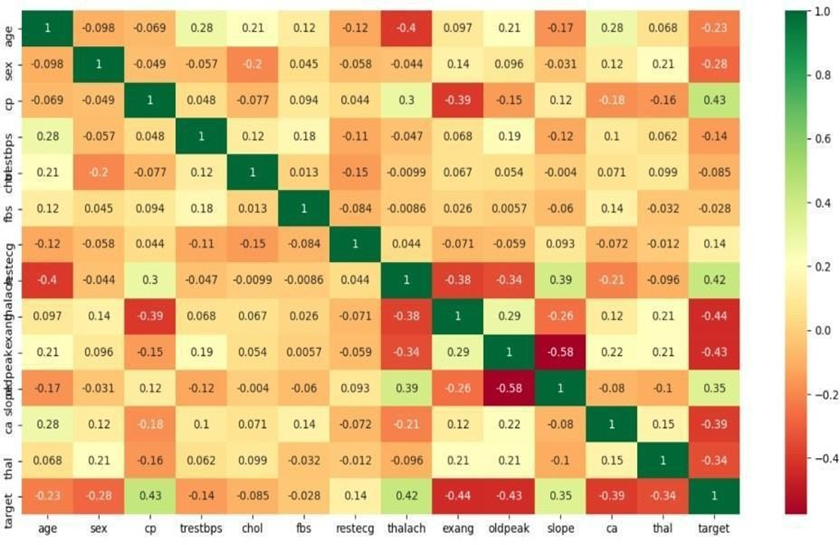 age 1 -0.098 -0.069 0.28 0.21 0.12 -0.12 -0.4 0.097 0.21 -0.17 0.28 0.068 -0.23
sex -0.098 1 -0.049 -0.057 -0.2 0.045 -0.058 -0.044 0.14 0.096 -0.031 0.12 0.21 -0.28
cp -0.069 -0.049 1 0.048 -0.077 0.094 0.044 0.3 -0.39 -0.15 0.12 -0.18 -0.16 0.43
trestbps 0.28 -0.057 0.048 1 0.12 0.18 -0.11 -0.047 0.068 0.19 -0.12 0.1 0.062 -0.14
chol 0.21 -0.2 -0.077 0.12 1 0.013 -0.15 -0.0099 0.067 0.054 -0.004 0.071 0.099 -0.085
fbs 0.12 0.045 0.094 0.18 0.013 1 -0.084 -0.0086 0.026 0.0057 -0.06 0.14 -0.032 -0.028
restecg -0.12 -0.058 0.044 -0.11 -0.15 -0.084 1 0.044 -0.071 -0.059 0.093 -0.072 -0.012 0.14
thalach -0.4 -0.044 0.3 -0.047 -0.0099 -0.0086 0.044 1 -0.38 -0.34 0.39 -0.21 -0.096 0.42
exang 0.097 0.14 -0.39 0.068 0.067 0.026 -0.071 -0.38 1 0.29 -0.26 0.12 0.21 -0.44
oldpeak 0.21 0.096 -0.15 0.19 0.054 0.0057 -0.059 -0.34 0.29 1 -0.58 0.22 0.21 -0.43
slope -0.17 -0.031 0.12 -0.12 -0.004 -0.06 0.093 0.39 -0.26 -0.58 1 -0.08 -0.1 0.35
ca 0.28 0.12 -0.18 0.1 0.071 0.14 -0.072 -0.21 0.12 0.22 -0.08 1 0.15 -0.39
thal 0.068 0.21 -0.16 0.062 0.099 -0.032 -0.012 -0.096 0.21 0.21 -0.1 0.15 1 -0.34
target -0.23 -0.28 0.43 -0.14 -0.085 -0.028 0.14 0.42 -0.44 -0.43 0.35 -0.39 -0.34 1
age sex cp trestbps chol fbs restecg thalach exang oldpeak slope ca thal target
1.0
0.8
0.6
0.4
0.2
0.0
-0.2
-0.4